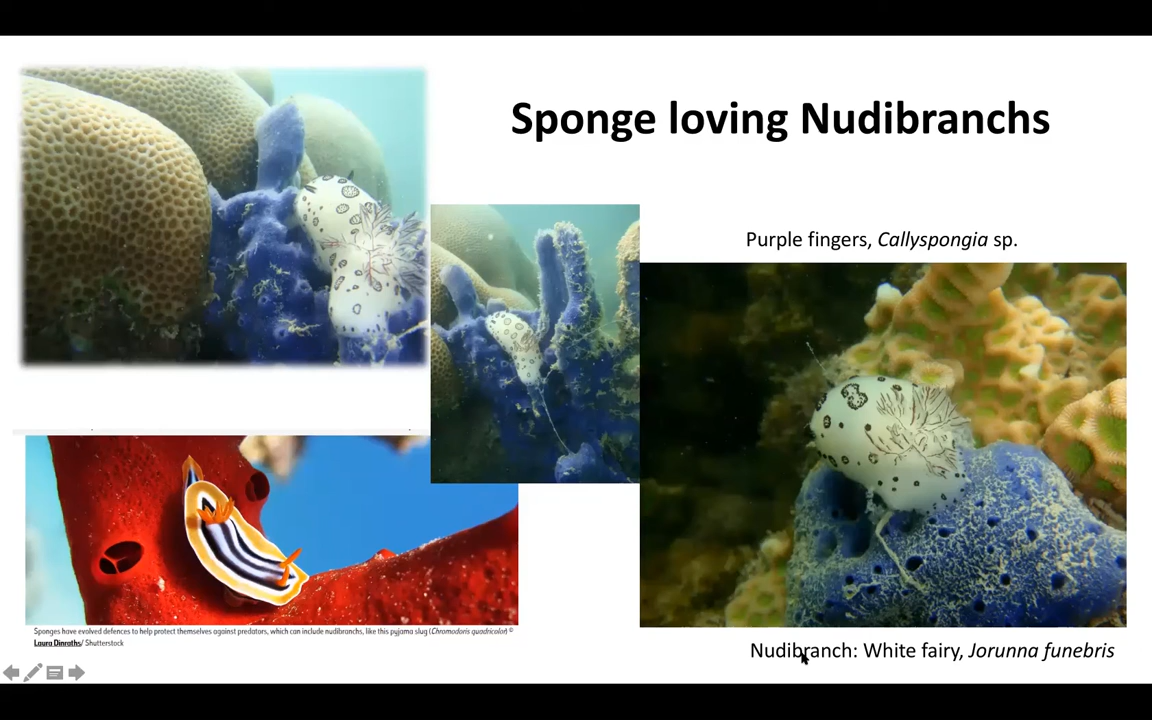 Sponge loving Nudibranchs
Purple fingers, Callyspongia sp.
Sponges have evolved defences to help protect themselves against predators, which can include nudibranchs, like this pyjama slug (Chromodoris quadricolor) ©
Laura Dinraths/ Shutterstock
Nudibranch: White fairy, Jorunna funebris